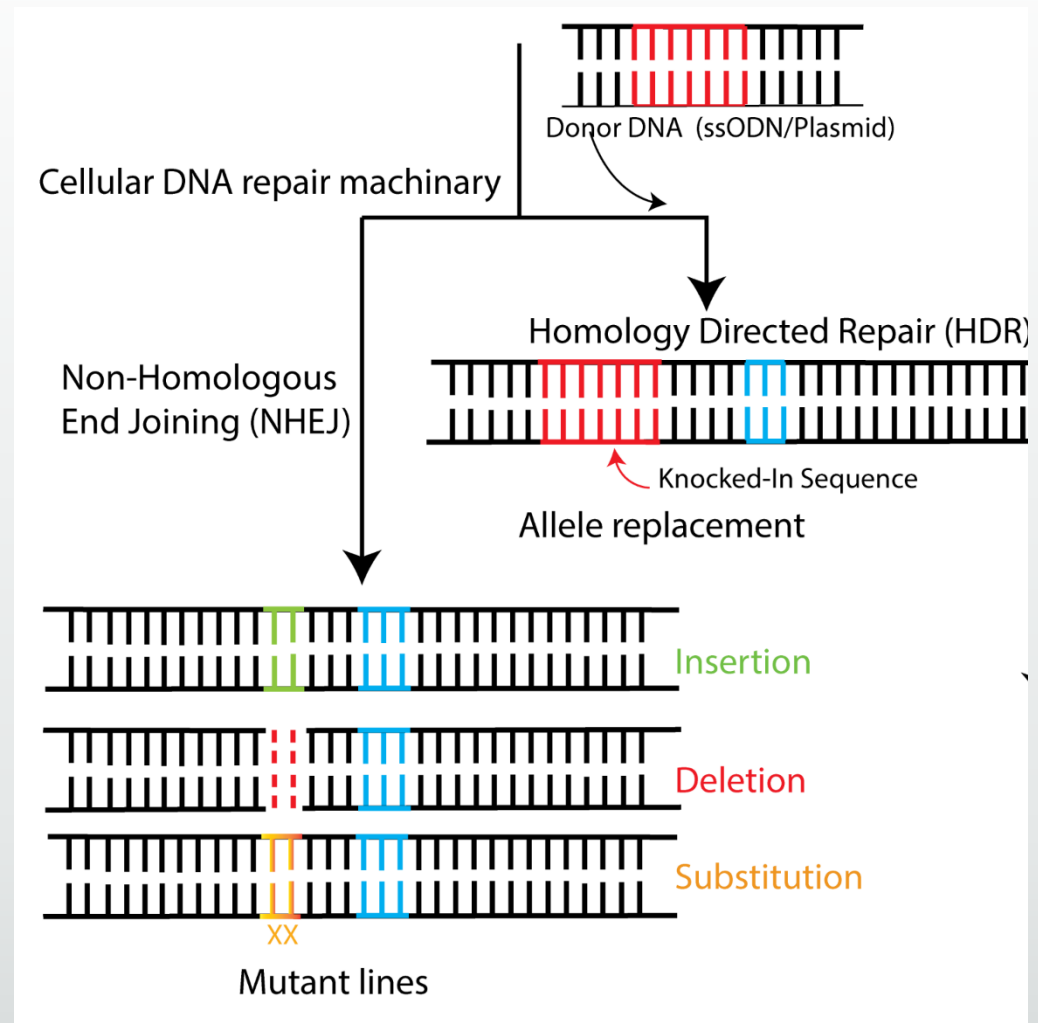 Donor DNA (ssODN/Plasmid)
Cellular DNA repair machinary
Homology Directed Repair (HDR)
Non-Homologous
End Joining (NHEJ)
Knocked-In Sequence
Allele replacement
Insertion
Deletion
Substitution
XX
Mutant lines